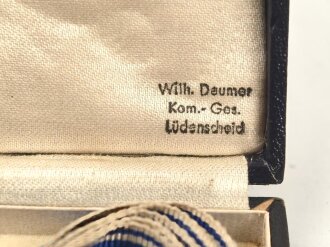 Wilh. Deumer
Kom.- Ges.
Lüdenscheid